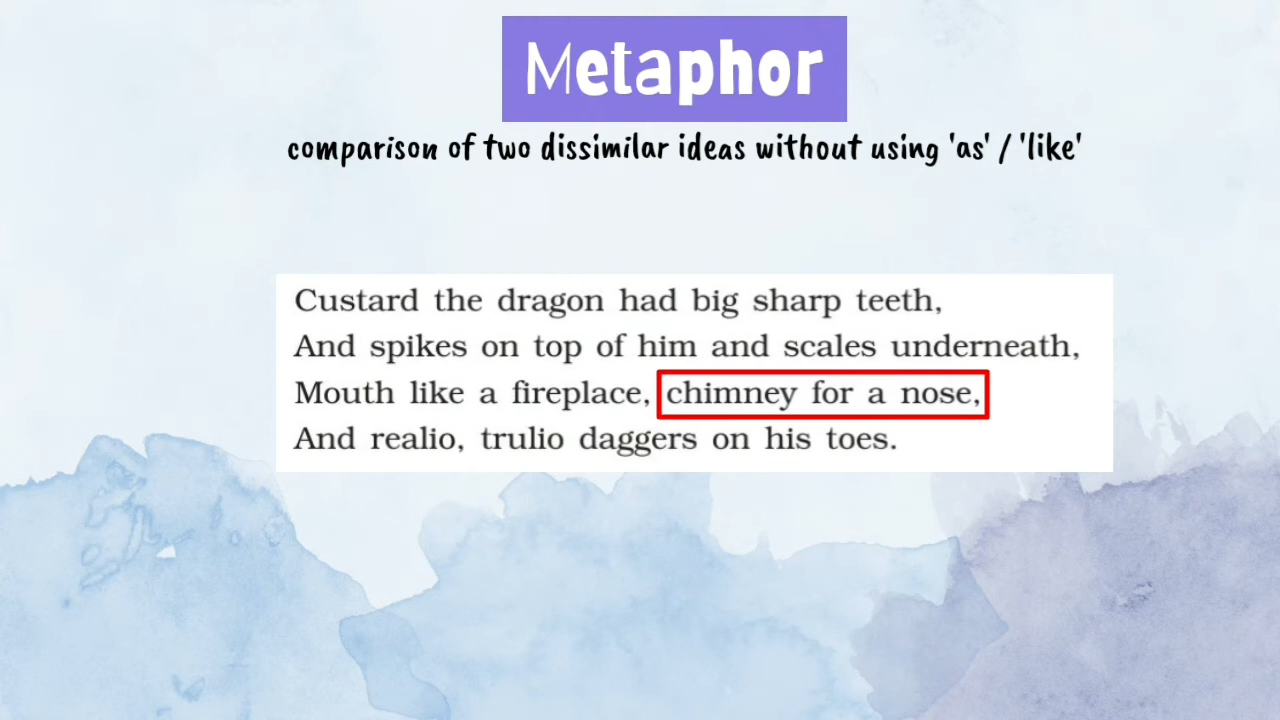 Metaphor
comparison of two dissimilar ideas without using 'as' / 'like'
Custard the dragon had big sharp teeth,
And spikes on top of him and scales underneath,
Mouth like a fireplace, chimney for a nose,
And realio, trulio daggers on his toes.